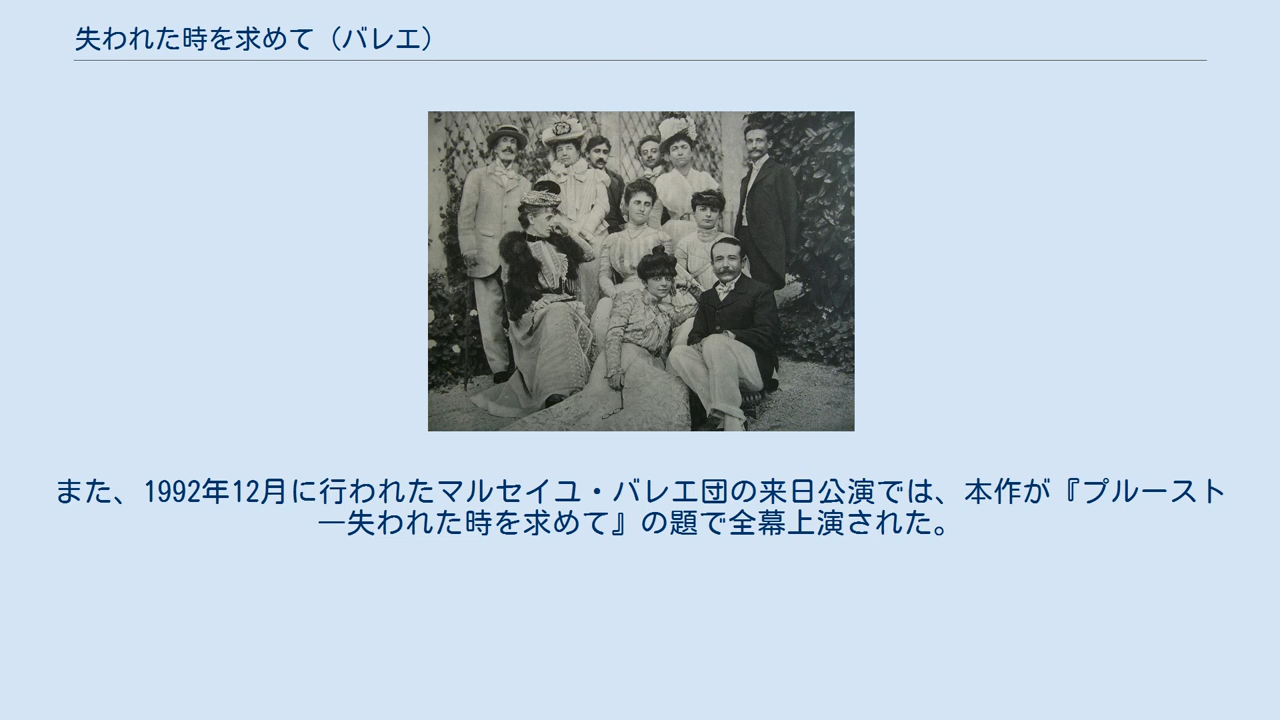 失われた時を求めて（バレエ）
また、1992年12月に行われたマルセイユ・バレエ団の来日公演では、本作が『プルースト
―失われた時を求めて』の題で全幕上演された。